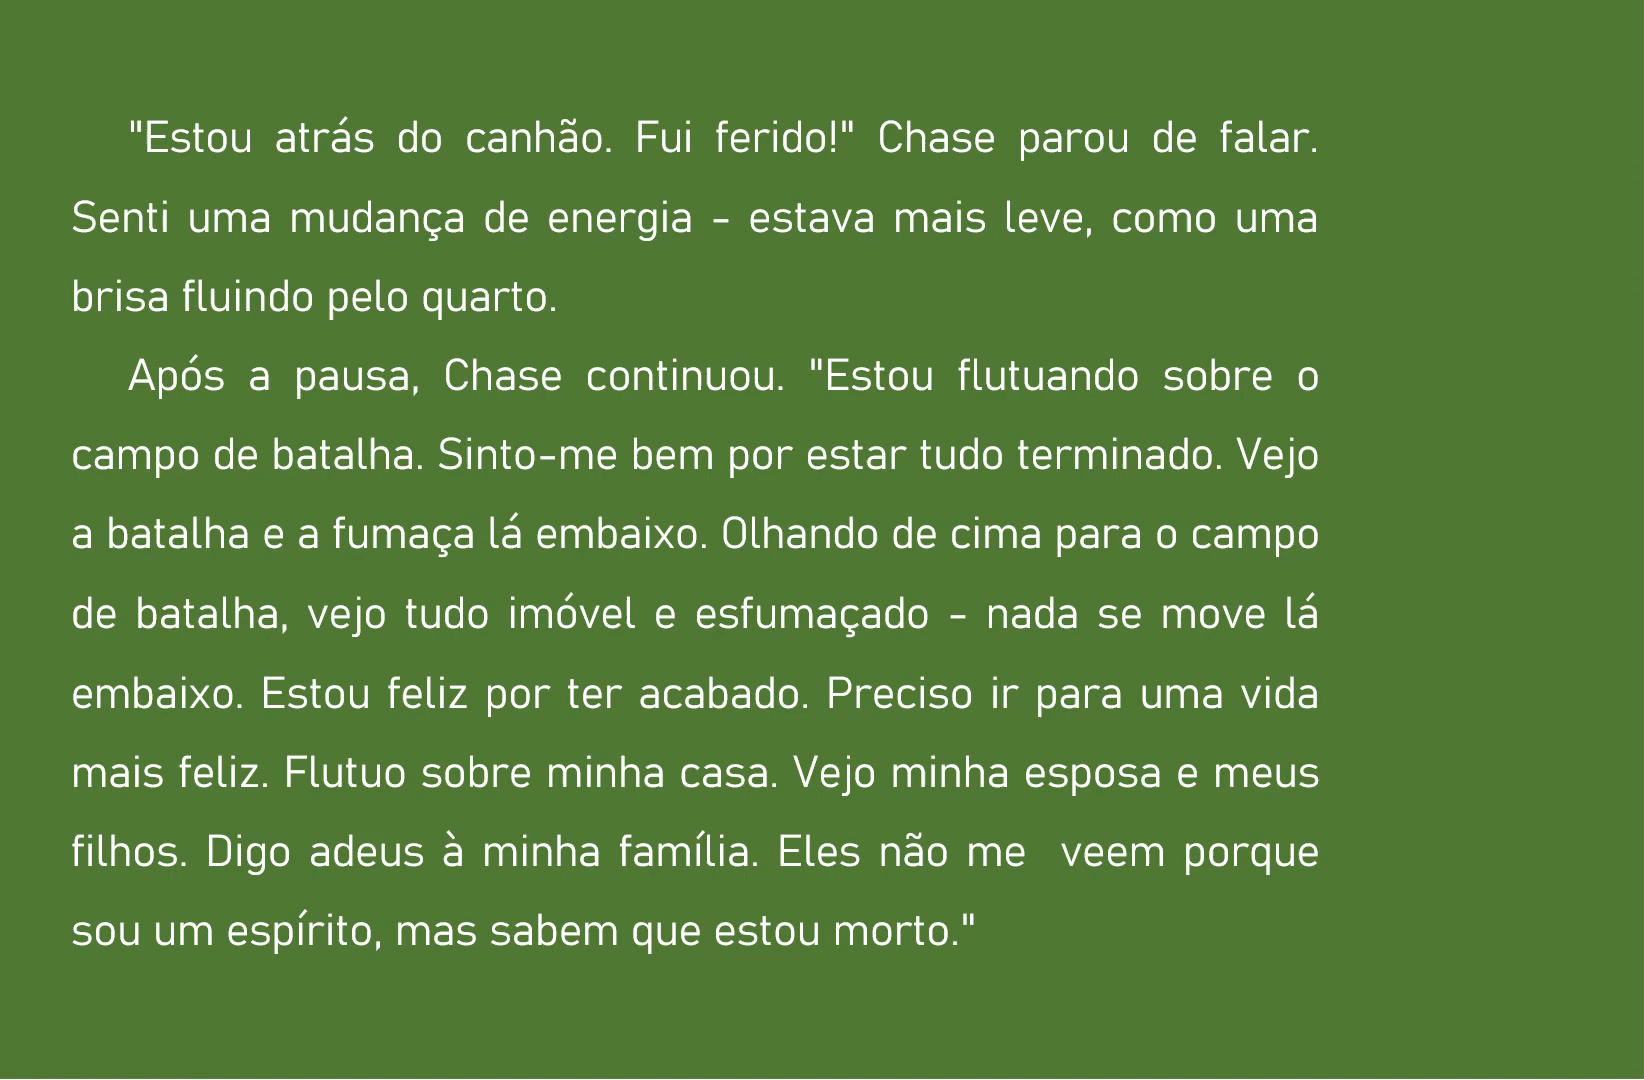 "Estou atrás do canhão. Fui ferido!" Chase parou de falar.
Senti uma mudança de energia - estava mais leve, como uma
brisa fluindo pelo quarto.
Após a pausa, Chase continuou. "Estou flutuando sobre o
campo de batalha. Sinto-me bem por estar tudo terminado. Vejo
a batalha e a fumaça lá embaixo. Olhando de cima para o campo
de batalha, vejo tudo imóvel e esfumaçado - nada se move lá
embaixo. Estou feliz por ter acabado. Preciso ir para uma vida
mais feliz. Flutuo sobre minha casa. Vejo minha esposa e meus
filhos. Digo adeus à minha família. Eles não me  veem porque
sou um espírito, mas sabem que estou morto."